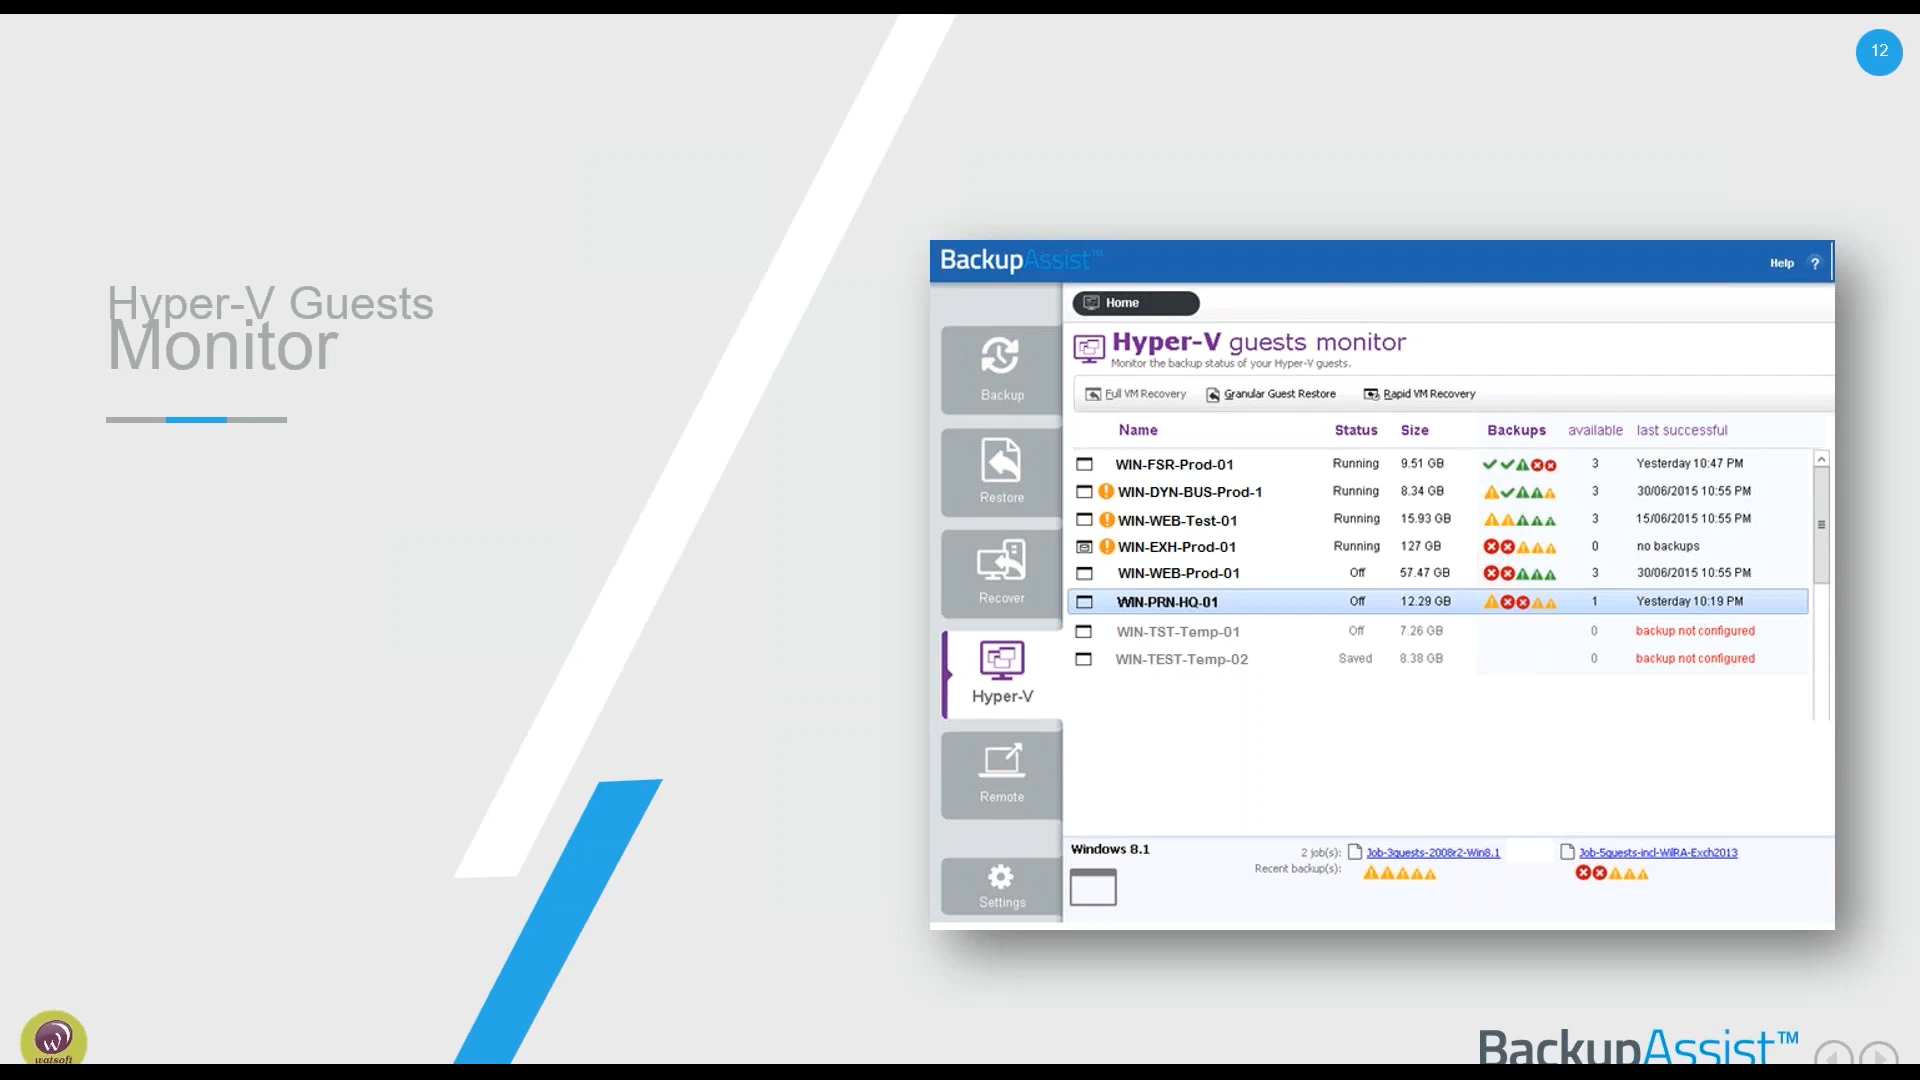 12
Hyper-V Guests
Monitor
BackupAssist™
Help ?
Home
Hyper-V guests monitor
Monitor the backup status of your Hyper-V guests.
Full VM Recovery Granular Guest Restore Rapid VM Recovery
Name Status Size Backups available last successful
WIN-FSR-Prod-01 Running 9.51 GB 3 Yesterday 10:47 PM
WIN-DYN-BUS-Prod-1 Running 8.34 GB 3 30/06/2015 10:55 PM
WIN-WEB-Test-01 Running 15.93 GB 3 15/06/2015 10:55 PM
WIN-EXH-Prod-01 Running 127 GB 0 no backups
WIN-WEB-Prod-01 Off 57.47 GB 3 30/06/2015 10:55 PM
WIN-PRN-HQ-01 Off 12.29 GB 1 Yesterday 10:19 PM
WIN-TST-Temp-01 Off 7.26 GB 0 backup not configured
WIN-TEST-Temp-02 Saved 8.38 GB 0 backup not configured
Backup
Restore
Recover
Hyper-V
Remote
Settings
Windows 8.1
2 job(s): Job-3guests-2008r2-Win8.1 Job-5guests-incl-WilRA-Exch2013
Recent backup(s):
watsoft
BackupAssist™